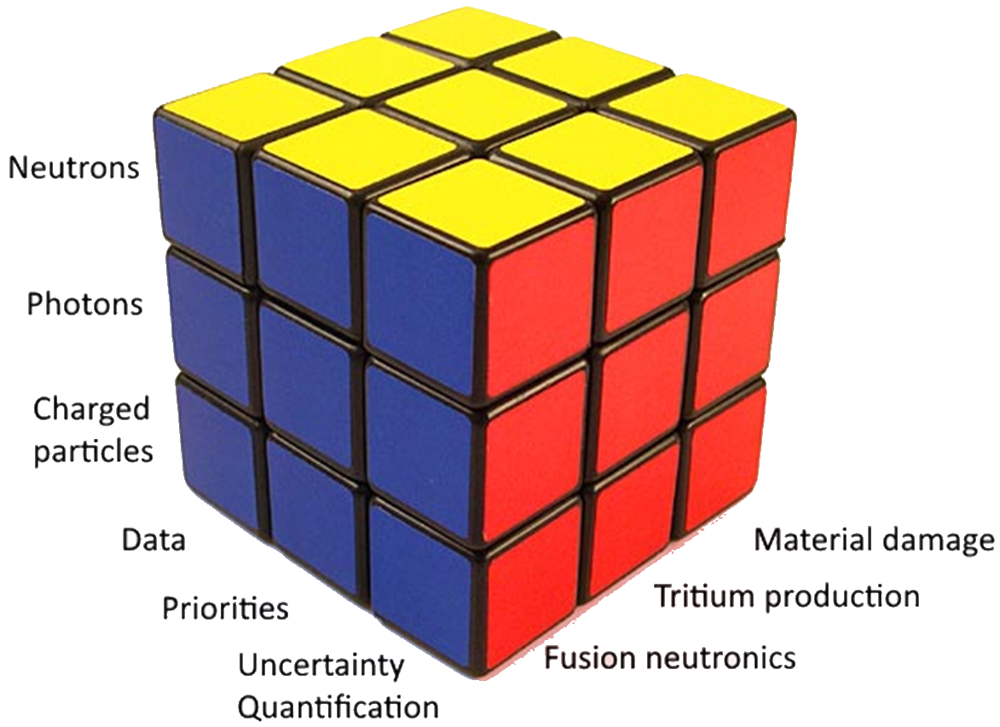 Neutrons
Photons
Charged
particles
Data
Priorities
Uncertainty
Quantification
Material damage
Tritium production
Fusion neutronics